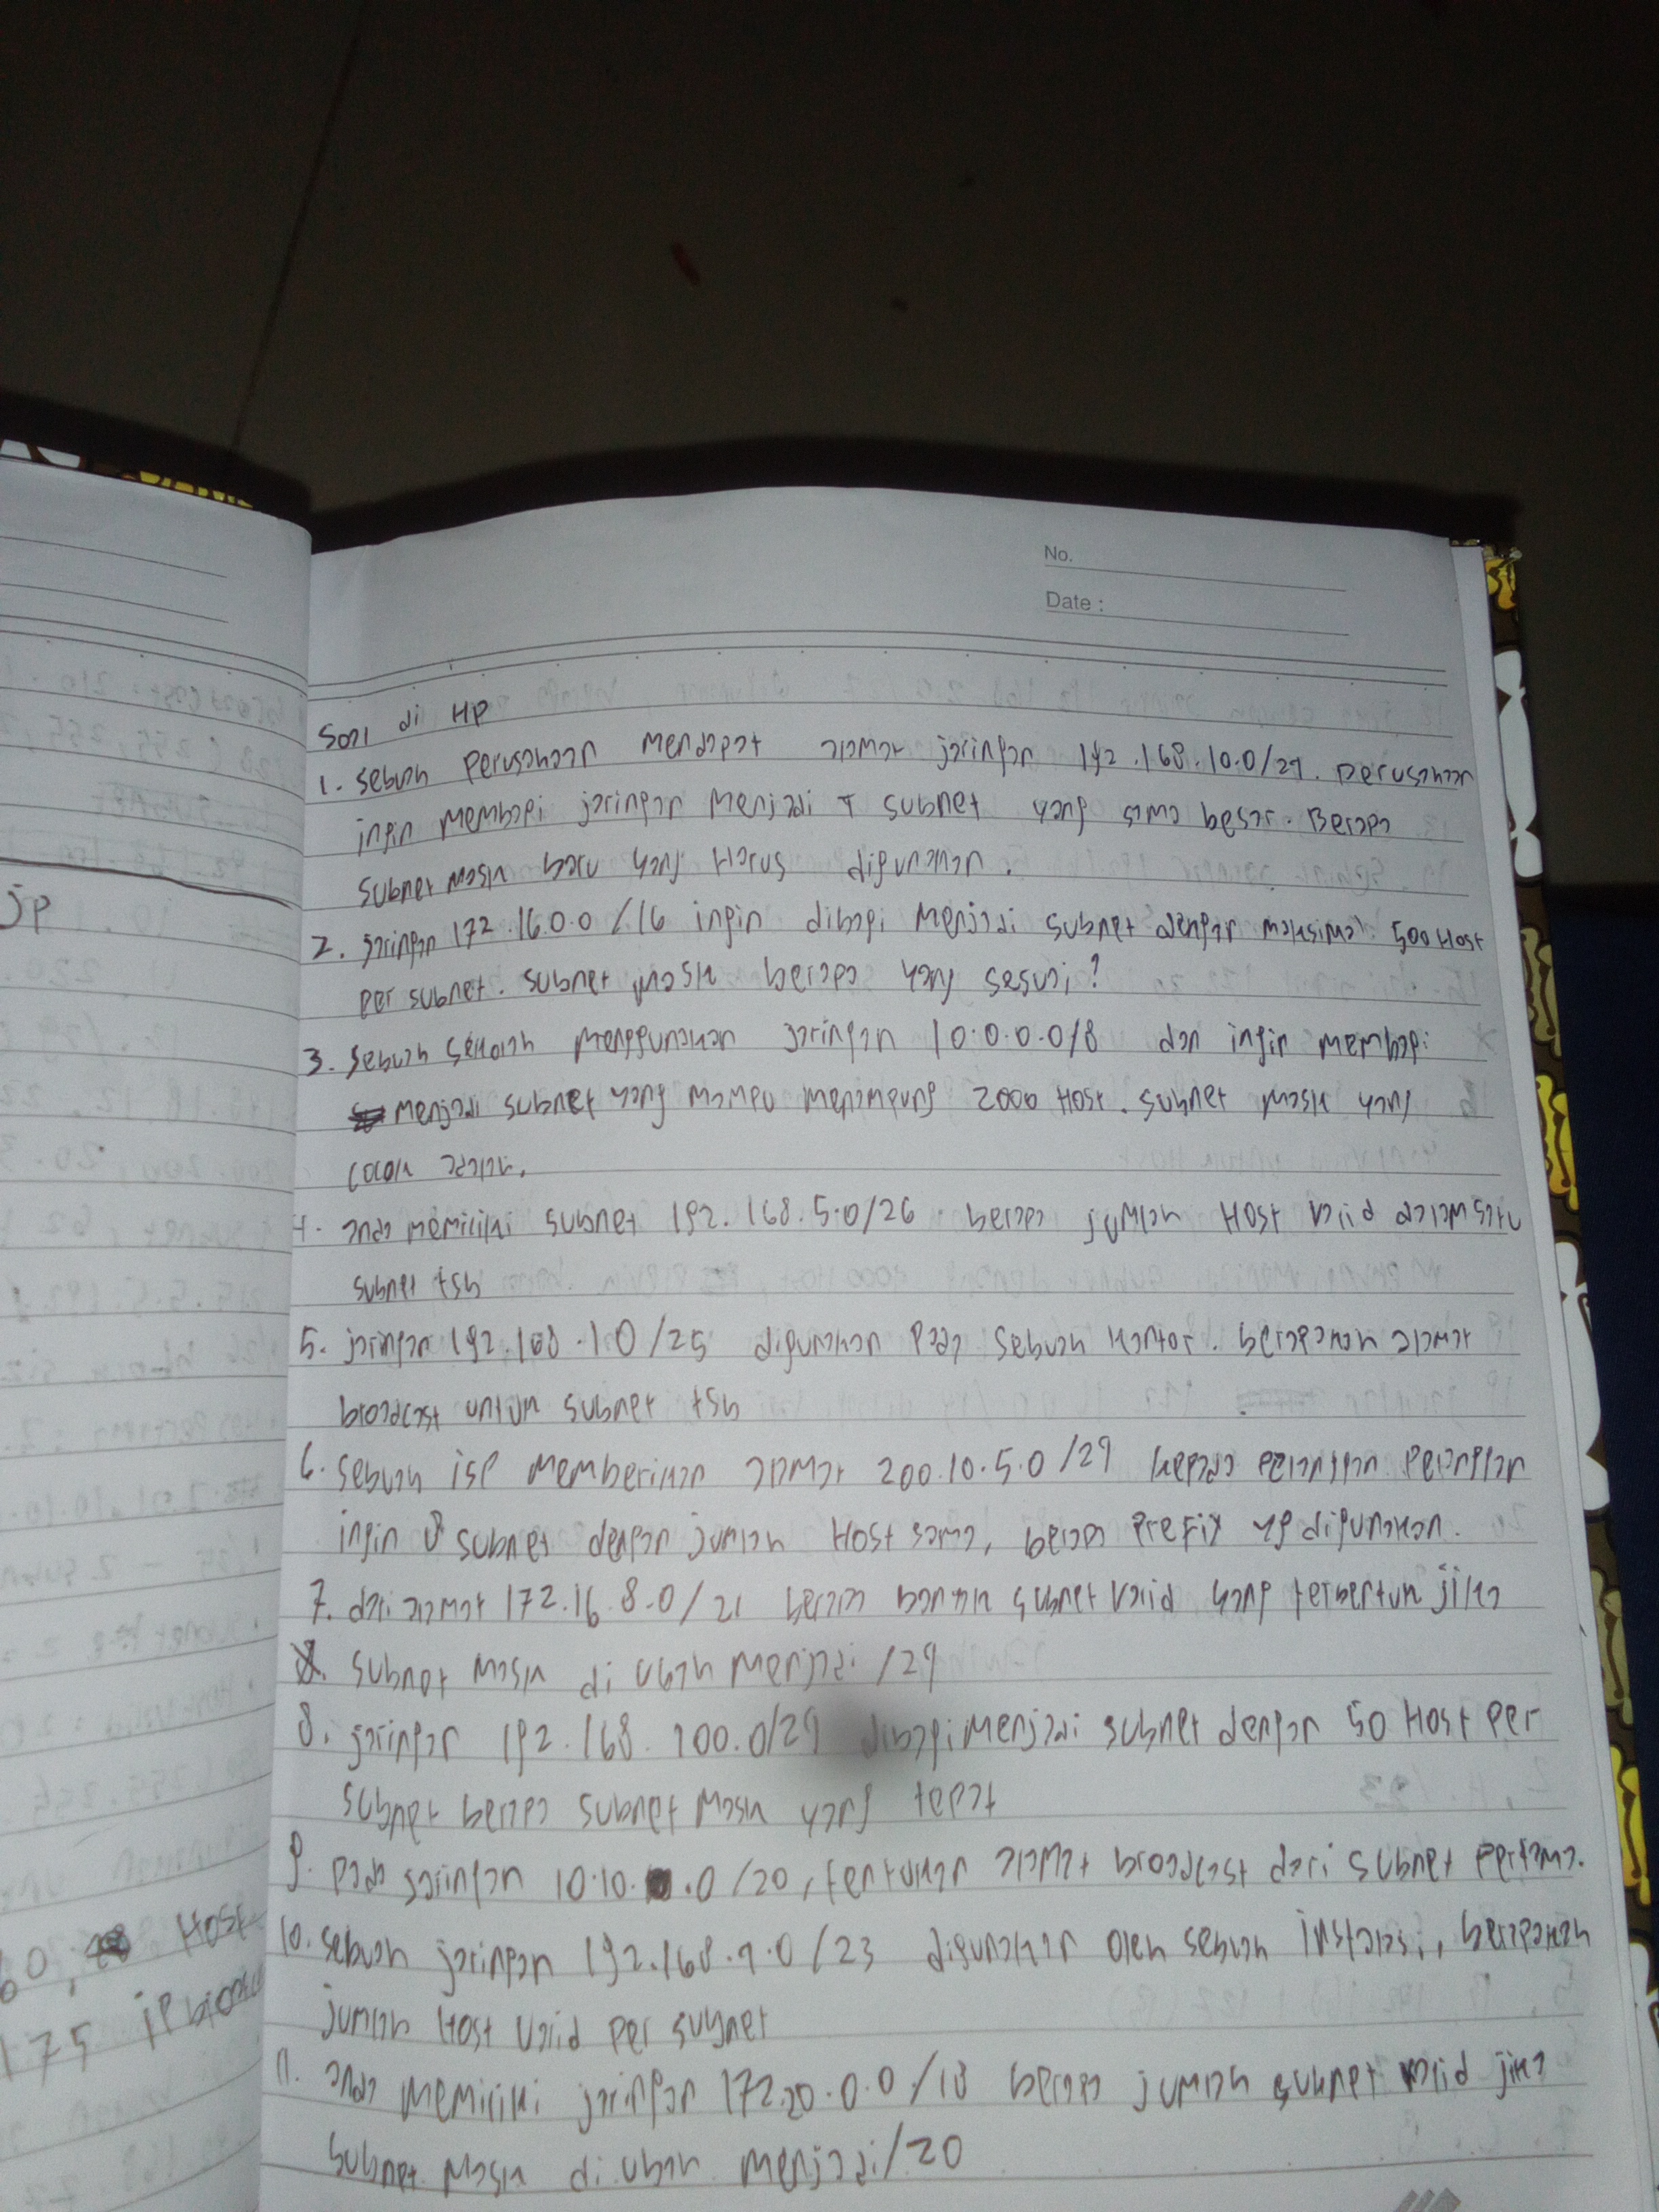 No.
Date :
Soal di HP
1. Sebuah Perusahaan Mendapat alamat jaringan 192.168.10.0/24. Perusahaan
ingin Membagi jaringan Menjadi 4 subnet yang sama besar. Berapa
subnet mask baru yang Harus digunakan.
2. Jaringan 172.16.0.0/16 ingin dibagi Menjadi subnet dengan maksimal 500 Host
per subnet. subnet mask berapa yang sesuai?
3. Sebuah sekolah menggunakan Jaringan 10.0.0.0/8 dan ingin membagi
menjadi subnet yang mampu menampung 2000 Host. subnet mask yang
cocok adalah.
4. anda memiliki subnet 192.168.5.0/26 berapa jumlah Host valid dalam satu
subnet tsb
5. jaringan 192.168.1.0/25 digunakan Pada sebuah kantor. berapakah alamat
broadcast untuk subnet tsb
6. sebuah isp memberikan alamat 200.10.5.0/24 kepada pelanggan. Pelanggan
ingin 8 subnet dengan jumlah Host sama, berapa Prefix yg digunakan.
7. dari alamat 172.16.8.0/21 berapa banyak subnet valid yang terbentuk jika
subnet mask di ubah menjadi /24
8. jaringan 192.168.100.0/24 dibagi menjadi subnet dengan 50 Host Per
subnet berapa subnet mask yang tepat
9. Pada jaringan 10.10. .0/20, tentukan alamat broadcast dari subnet pertama.
10. sebuah jaringan 192.168.4.0/23 digunakan oleh sebuah instalasi, berapakah
jumlah Host valid per subnet
11. anda memiliki jaringan 172.20.0.0/18 berapa jumlah subnet valid jika
subnet mask di ubah menjadi /20
jp
60, Host
175 ip